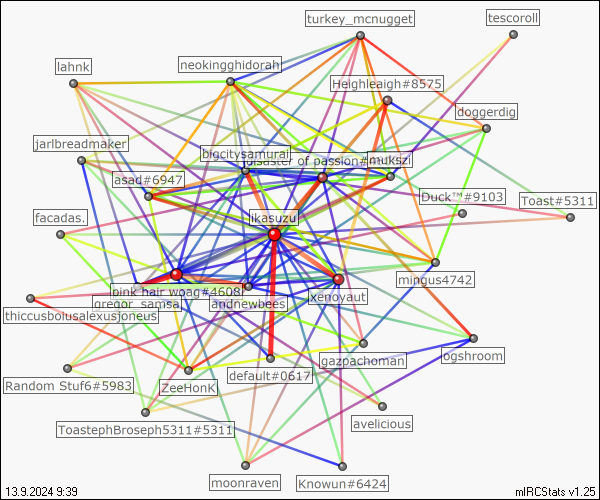 turkey_mcnugget
tescoroll
neokingghidorah
lahnk
Heighleaigh#8575
doggerdig
jarlbreadmaker
bigcitysamurai
disaster of passion#
mukszi
asad#6947
Duck™#9103
Toast#5311
facadas.
ikasuzu
mingus4742
pink hair woag#4608
gregor_samsa
andrewbees
xenoyaut
thiccusbolusalexusjoneus
ogshroom
gazpachoman
default#0617
Random Stuf6#5983
ZeeHonk
avelicious
ToastephBroseph5311#5311
moonraven
Knowun#6424
13.9.2024 9:39
mIRCStats v1.25